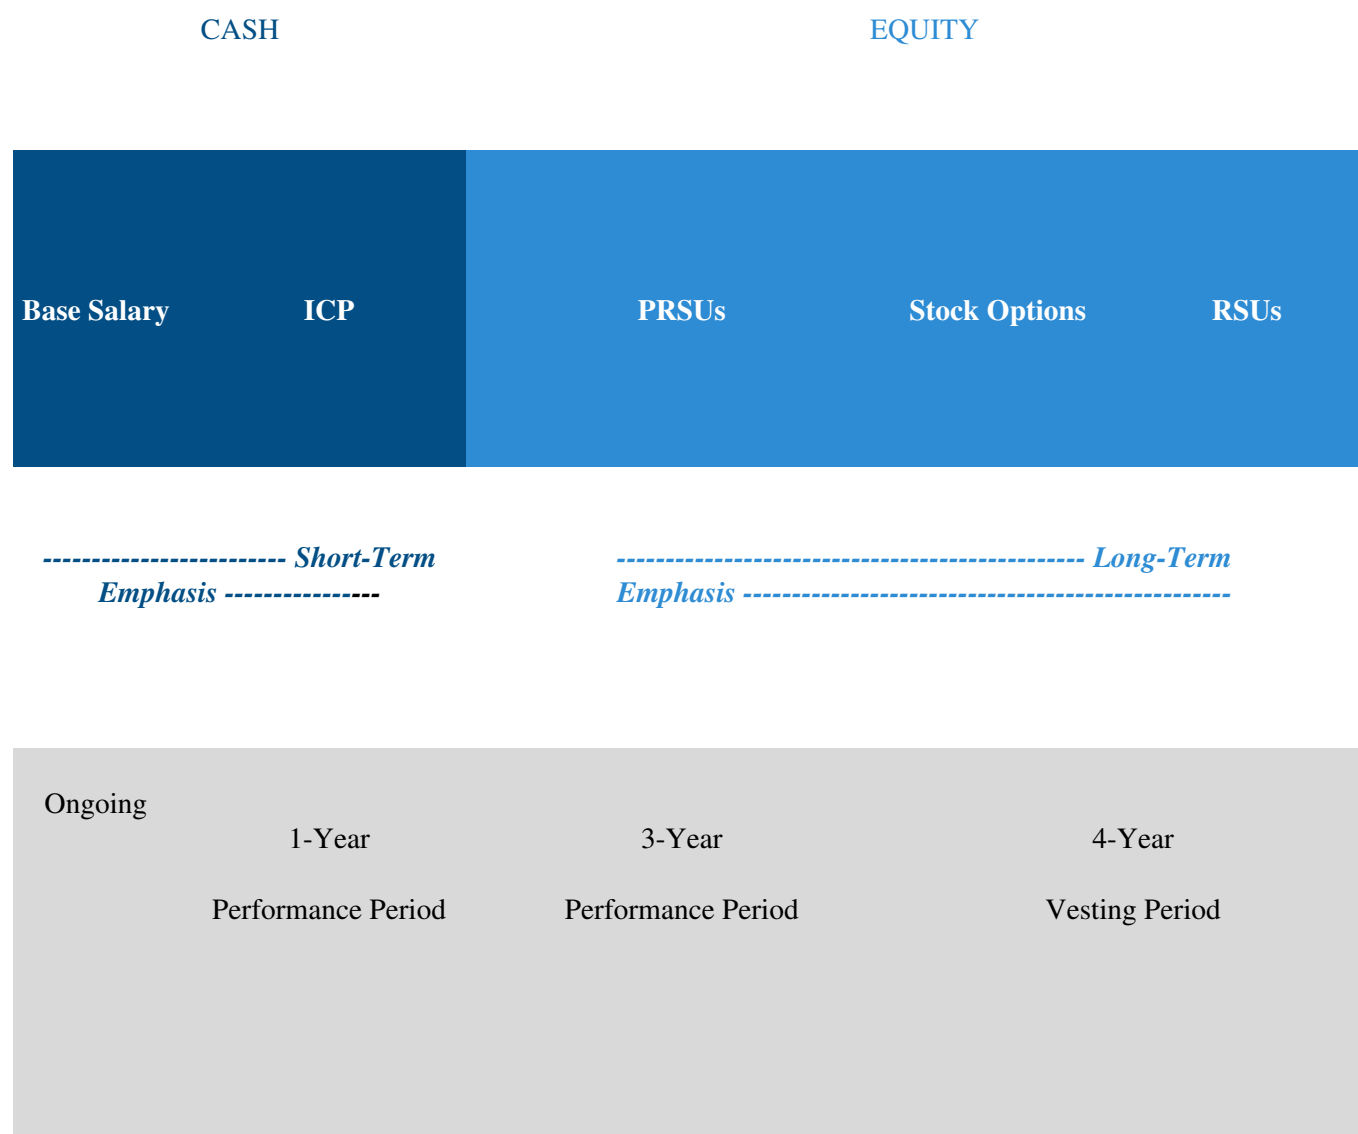 CASH EQUITY
Base Salary ICP PRSUs Stock Options RSUs
------------------------- Short-Term
Emphasis ----------------
------------------------------------------------ Long-Term
Emphasis --------------------------------------------------
Ongoing
1-Year 3-Year 4-Year
Performance Period Performance Period Vesting Period